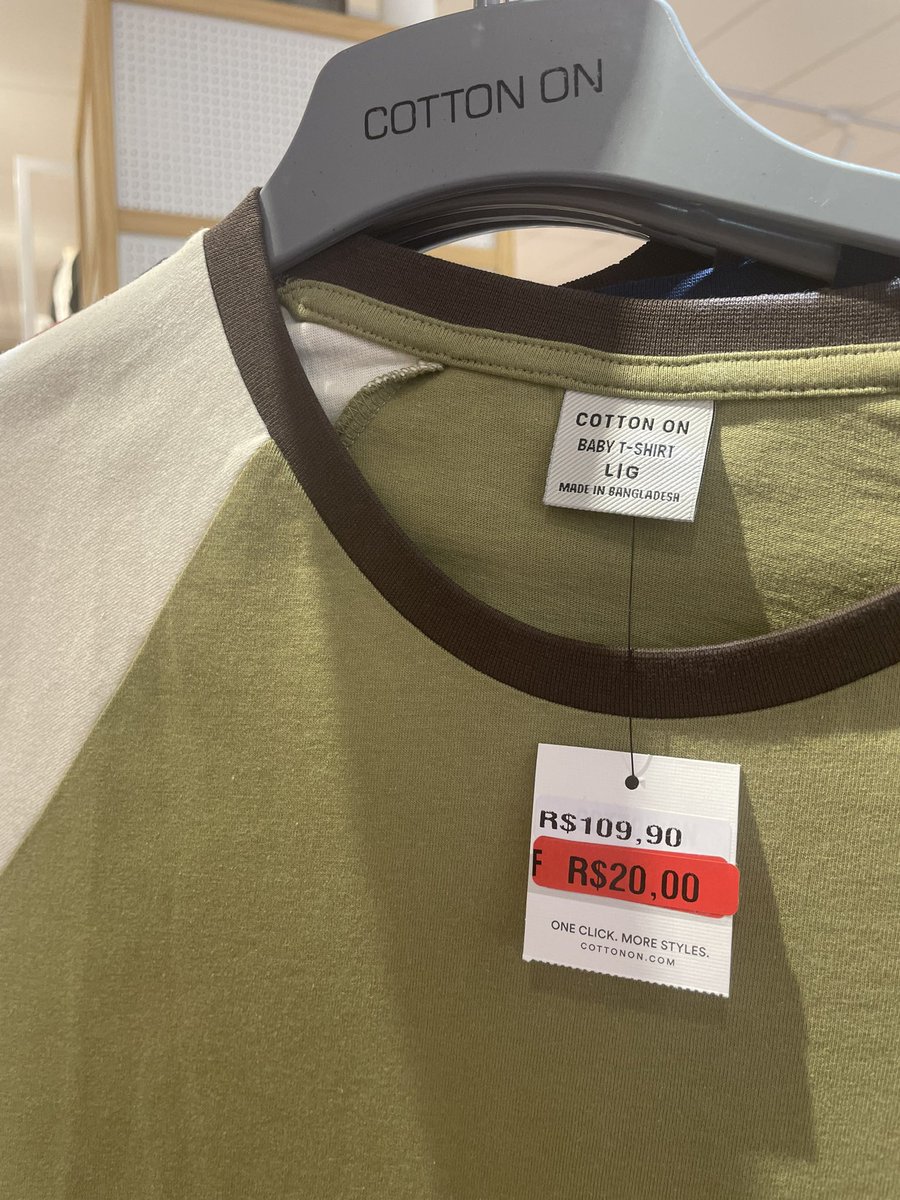 COTTON ON
COTTON ON
BABY T-SHIRT
L|G
MADE IN BANGLADESH
R$109,90
F R$20,00
ONE CLICK. MORE STYLES.
COTTONON.COM